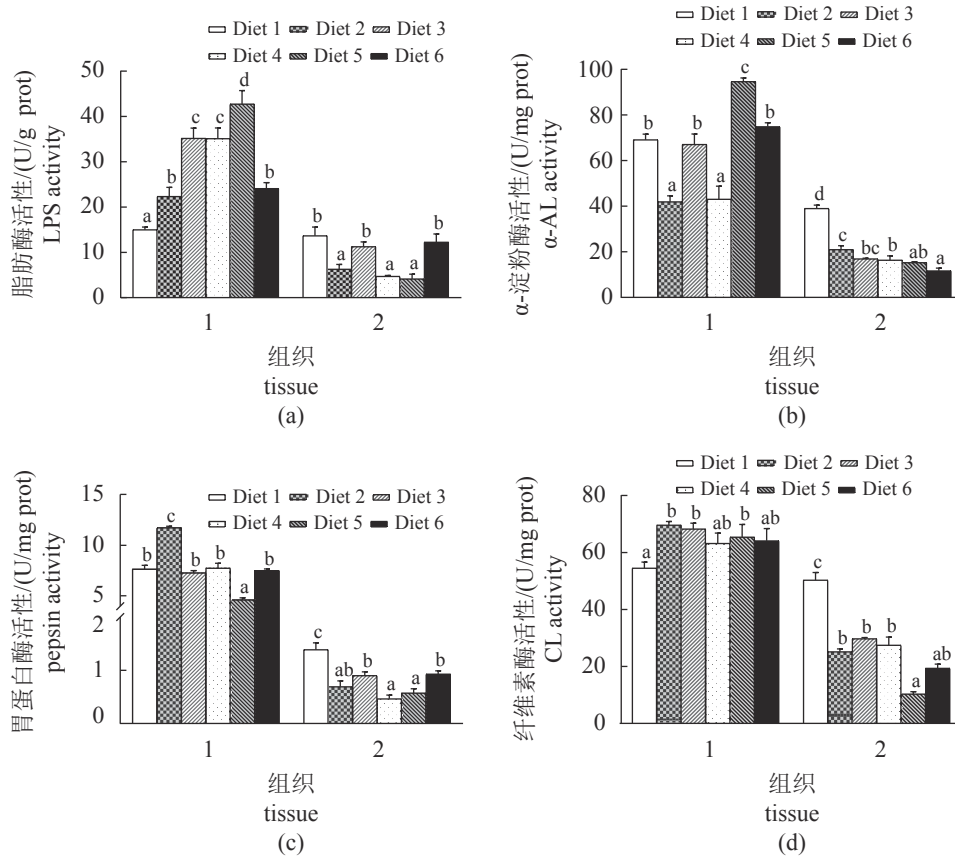 Diet 1 Diet 2 Diet 3
Diet 4 Diet 5 Diet 6
脂肪酶活性/(U/g prot)
LPS activity
50
40
30
20
10
0
a
b
c
c
d
b
b
a
b
a
a
b
1
2
组织
tissue
(a)
Diet 1 Diet 2 Diet 3
Diet 4 Diet 5 Diet 6
α-淀粉酶活性/(U/mg prot)
α-AL activity
100
80
60
40
20
0
b
a
b
a
c
b
d
c
bc
b
ab
a
1
2
组织
tissue
(b)
Diet 1 Diet 2 Diet 3
Diet 4 Diet 5 Diet 6
胃蛋白酶活性/(U/mg prot)
pepsin activity
15
10
5
2
1
0
b
c
b
b
a
b
c
ab
b
a
a
b
1
2
组织
tissue
(c)
Diet 1 Diet 2 Diet 3
Diet 4 Diet 5 Diet 6
纤维素酶活性/(U/mg prot)
CL activity
80
60
40
20
0
a
b
b
ab
b
ab
c
b
b
b
a
ab
1
2
组织
tissue
(d)